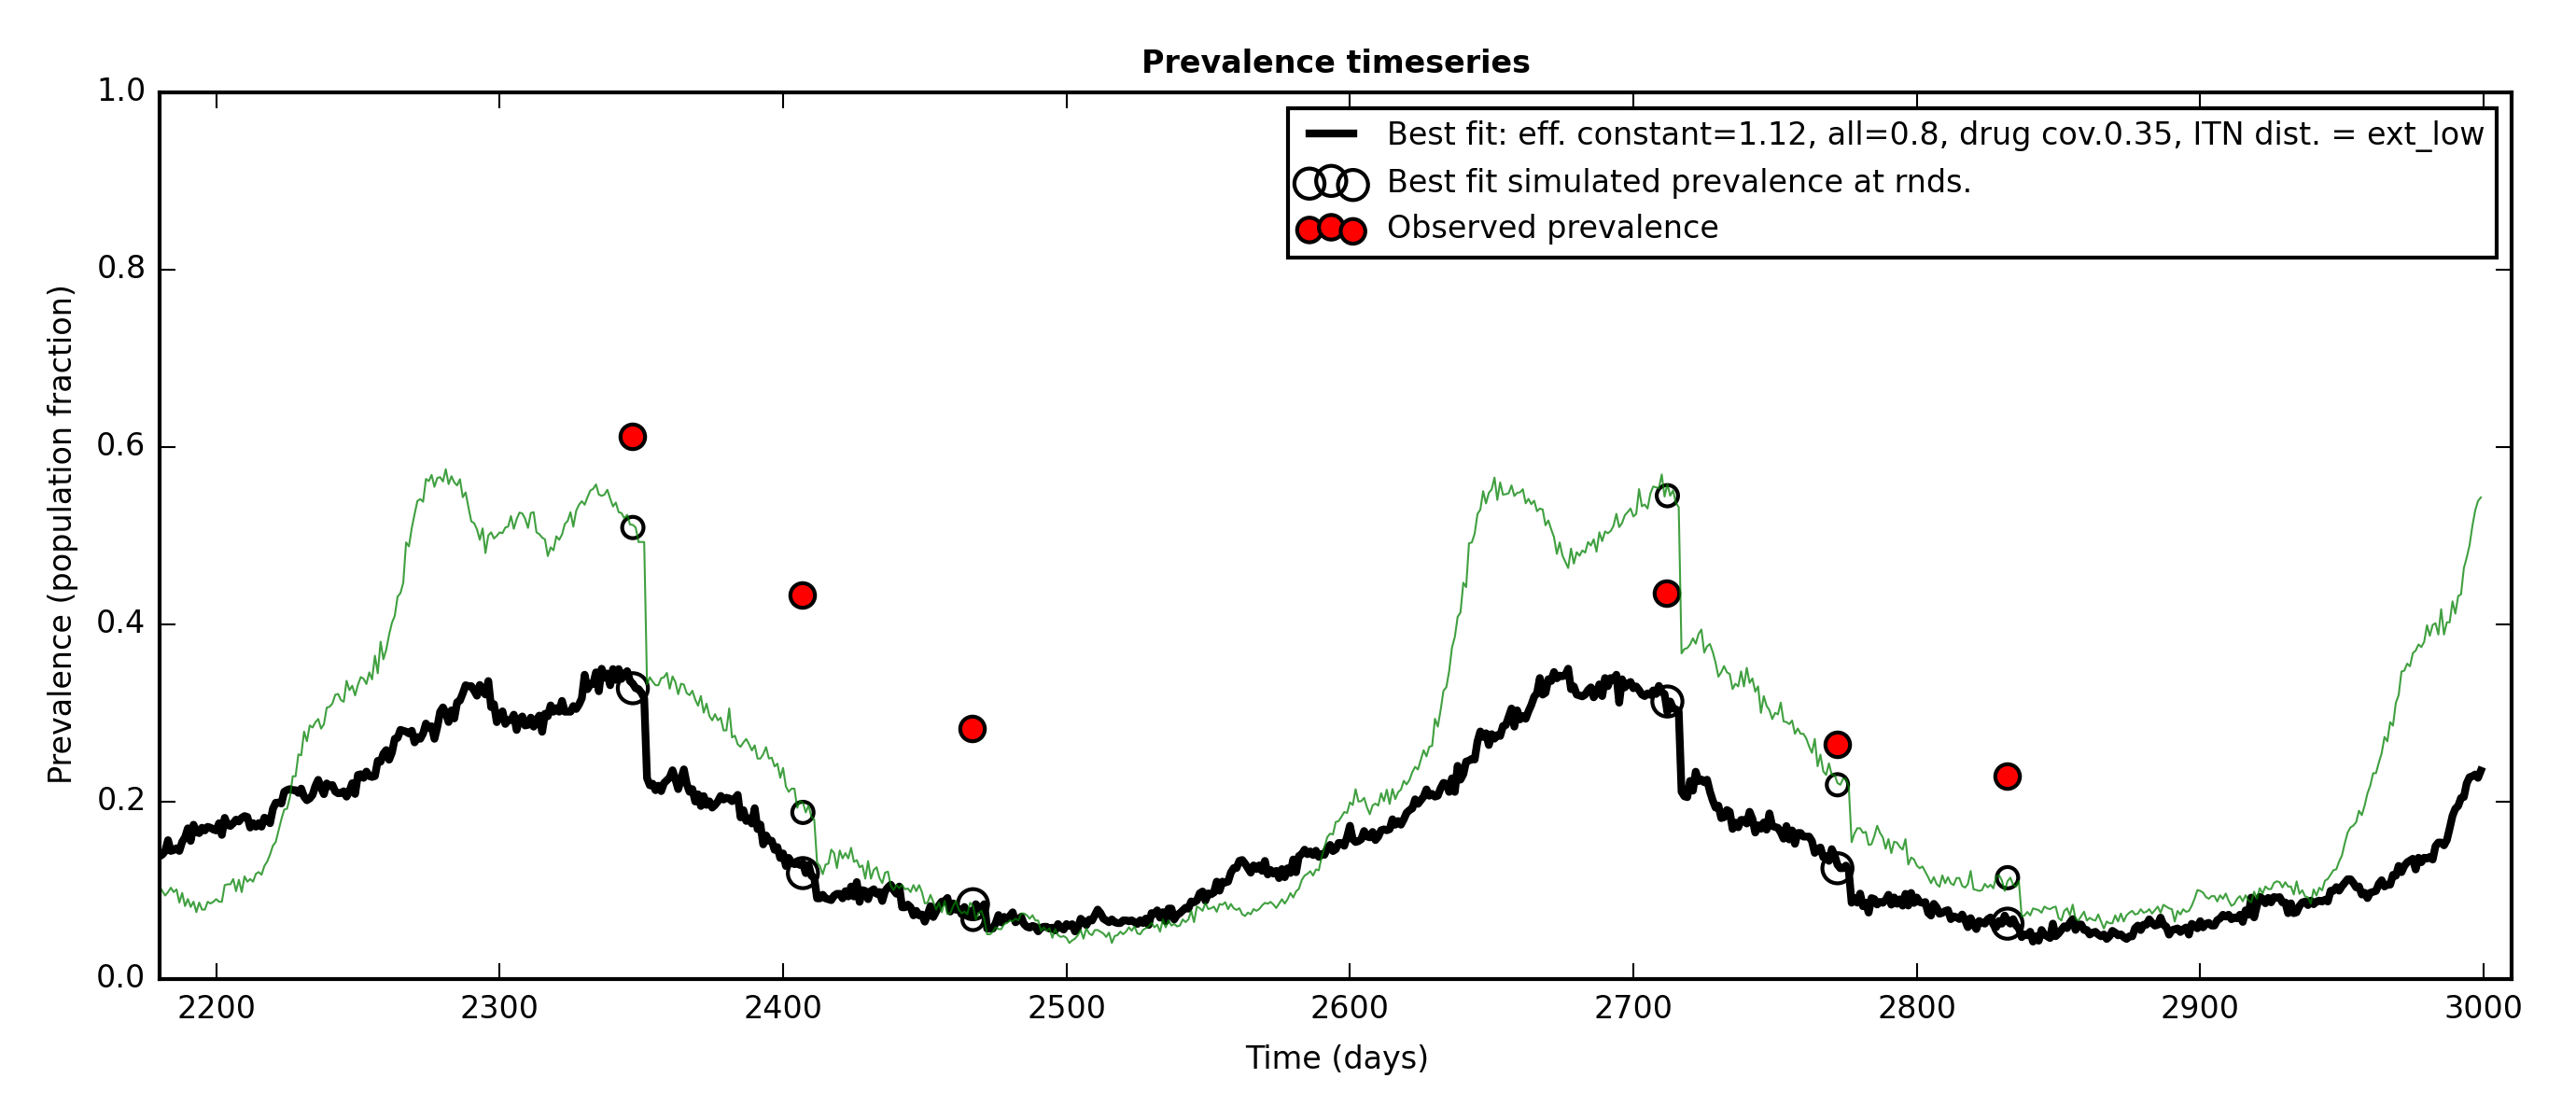 Prevalence timeseries
1.0
0.8
0.6
0.4
0.2
0.0
Prevalence (population fraction)
Best fit: eff. constant=1.12, all=0.8, drug cov.0.35, ITN dist. = ext_low
Best fit simulated prevalence at rnds.
Observed prevalence
2200 2300 2400 2500 2600 2700 2800 2900 3000
Time (days)